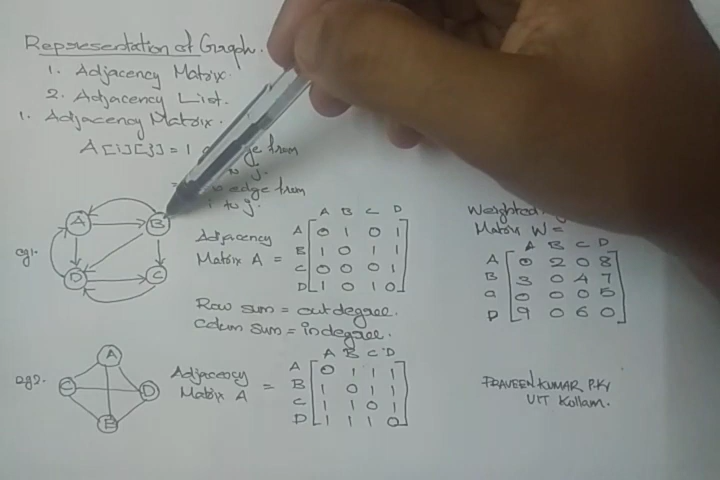 Representation of Graph.
1. Adjacency Matrix.
2. Adjacency List.
1. Adjacency Matrix.
A[i][j] = 1 edge from
to j.
= edge from
i to j.
eg1.
A B
D C
Adjacency
Matrix A =
A B C D
A 0 1 0 1
B 1 0 1 1
C 0 0 0 1
D 1 0 1 0
Row sum = outdegree.
Colum sum = indegree.
Weighted
Matrix W =
A B C D
A 0 2 0 8
B 3 0 4 7
0 0 0 5
D 9 0 6 0
eg2.
A
C D
B
Adjacency
Matrix A =
A B C D
A 0 1 1 1
B 1 0 1 1
C 1 1 0 1
D 1 1 1 0
PRAVEEN KUMAR P.K,
UIT Kollam.